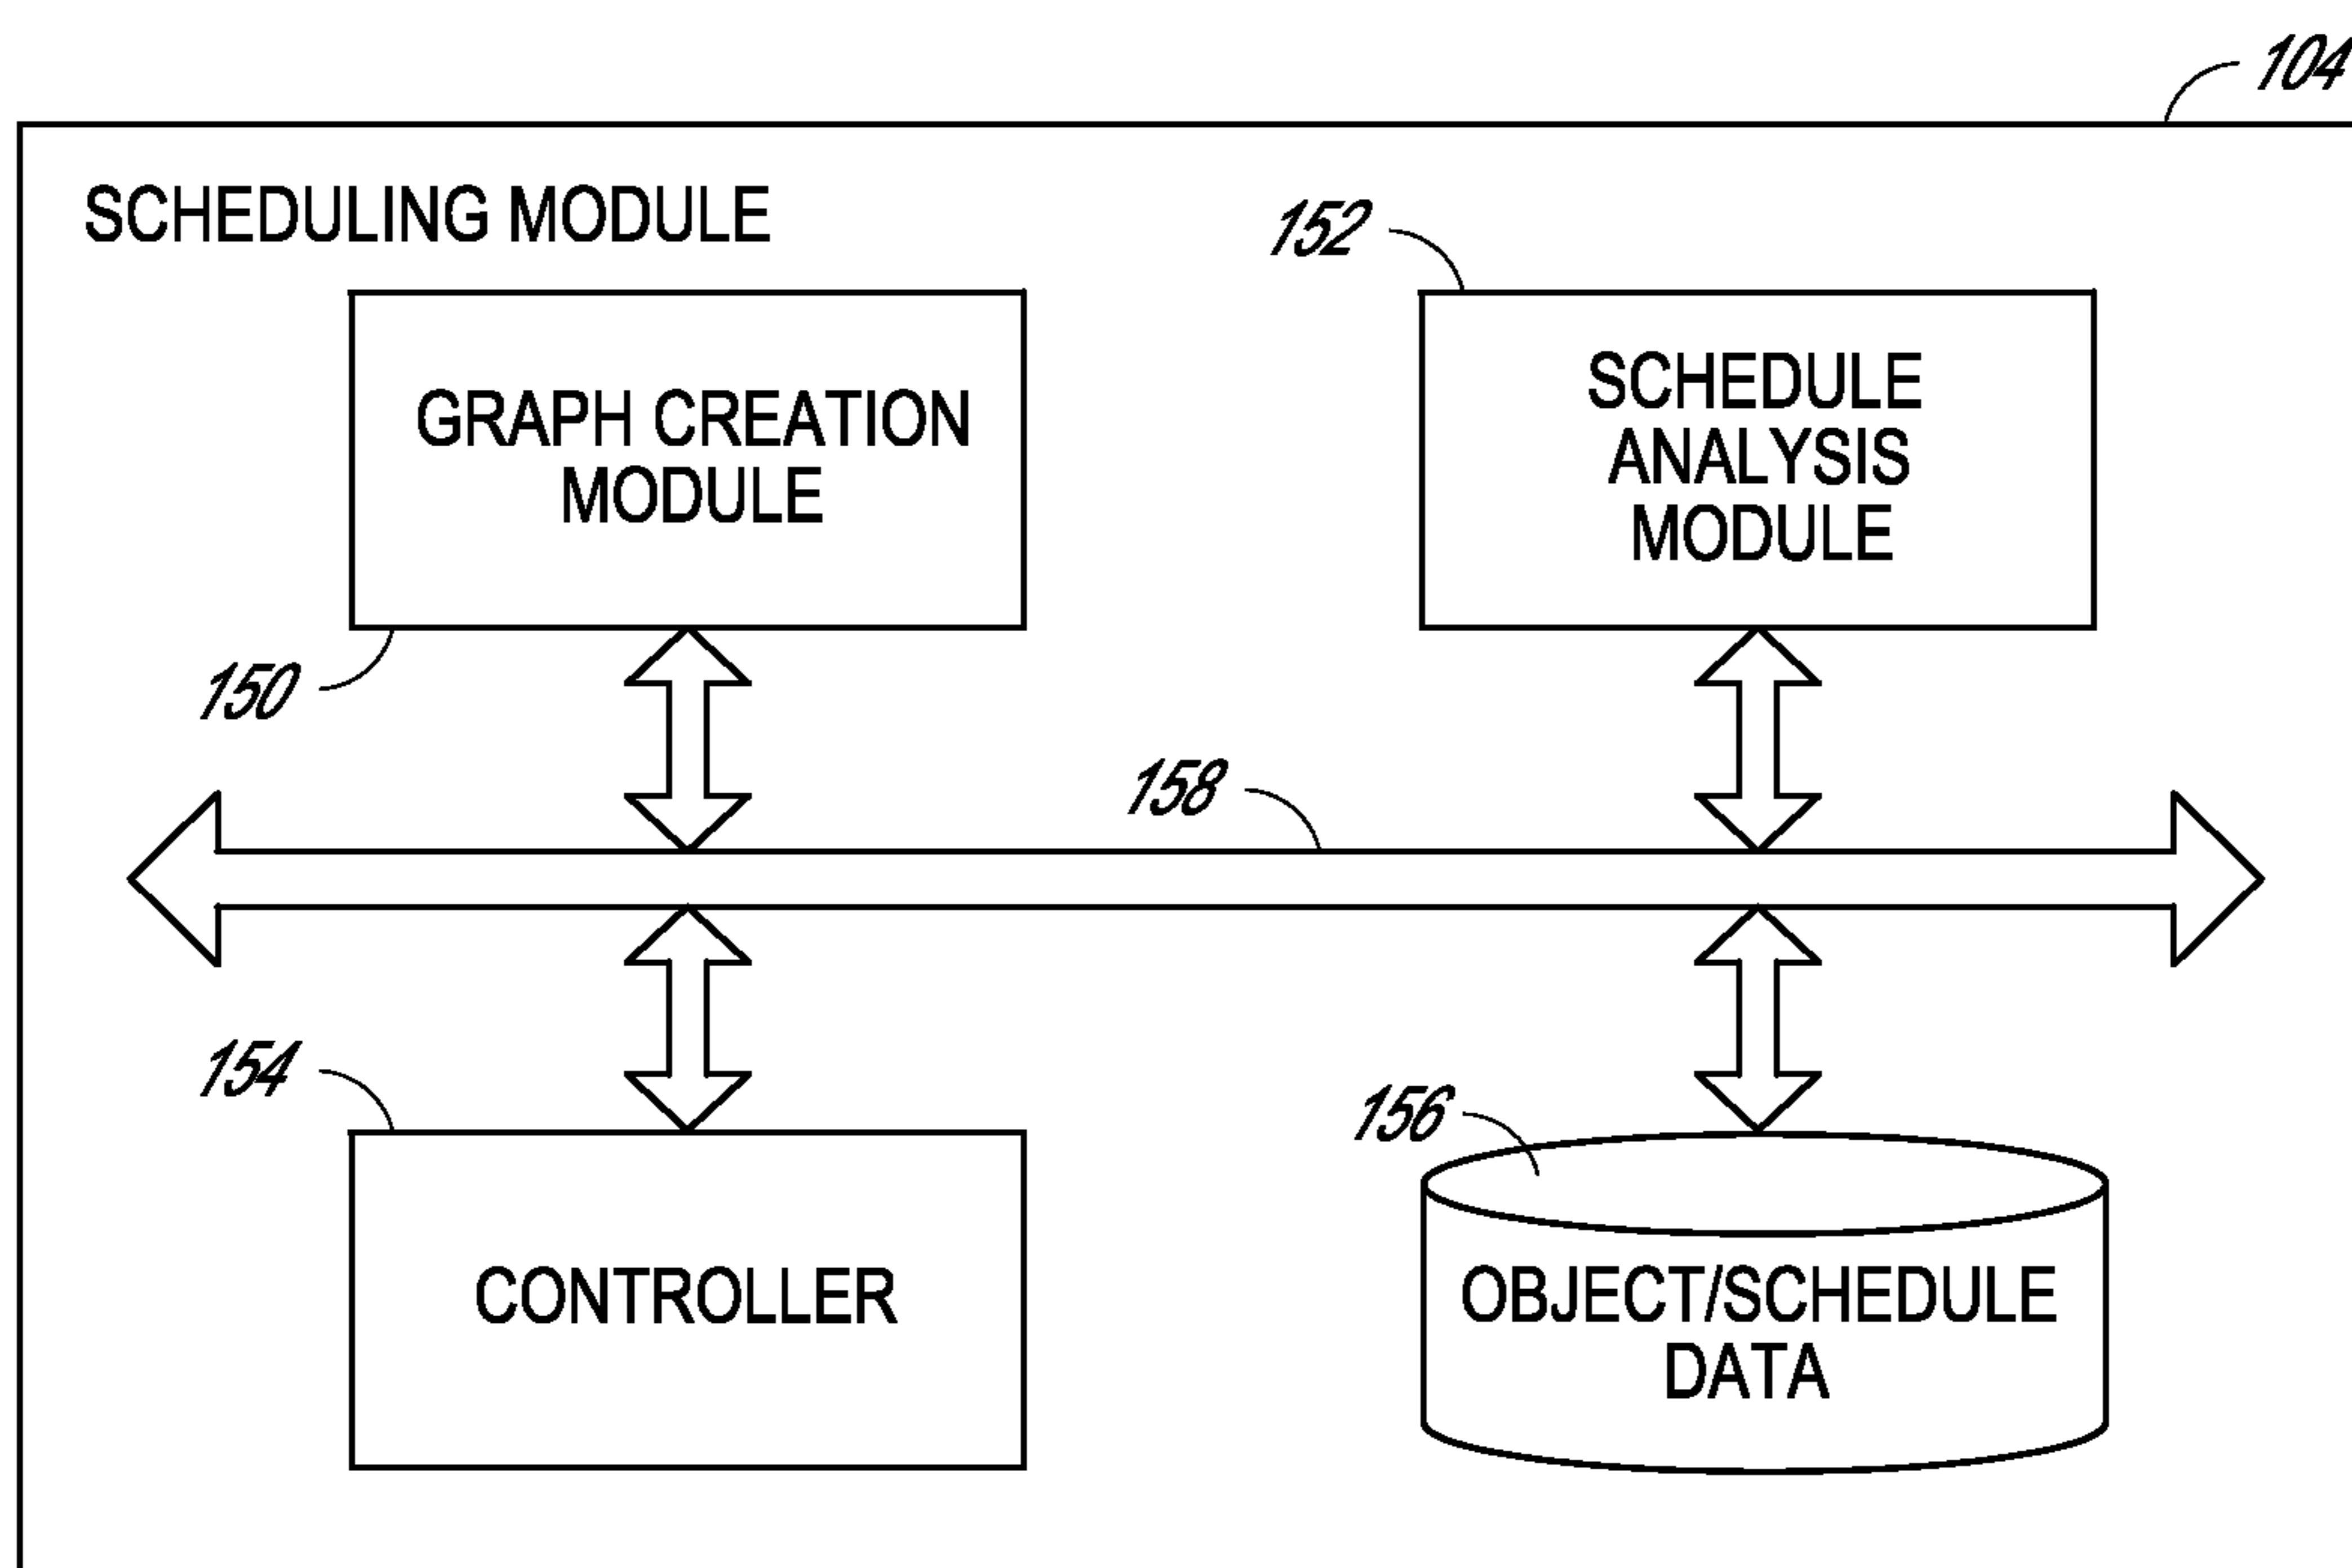 104
SCHEDULING MODULE
152
GRAPH CREATION
MODULE
SCHEDULE
ANALYSIS
MODULE
150
158
154
156
CONTROLLER
OBJECT/SCHEDULE
DATA